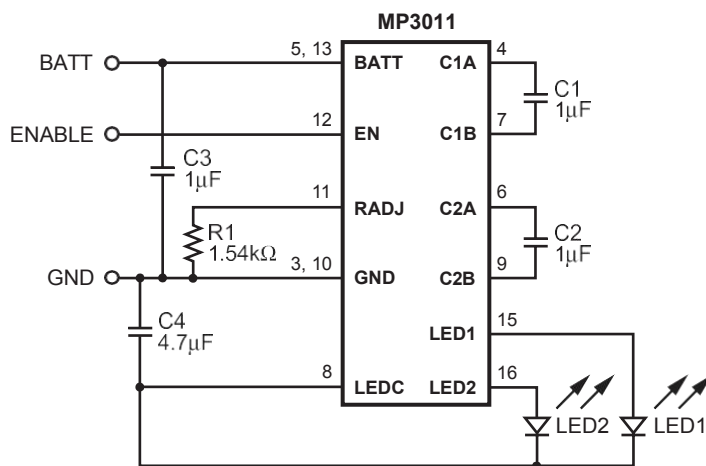 MP3011
5, 13
4
BATT
BATT
C1A
C1
1µF
ENABLE
12
EN
C1B
7
C3
1µF
11
RADJ
C2A
6
R1
1.54kΩ
C2
1µF
GND
3, 10
GND
C2B
9
C4
4.7µF
LED1
15
8
LEDC
LED2
16
LED2
LED1